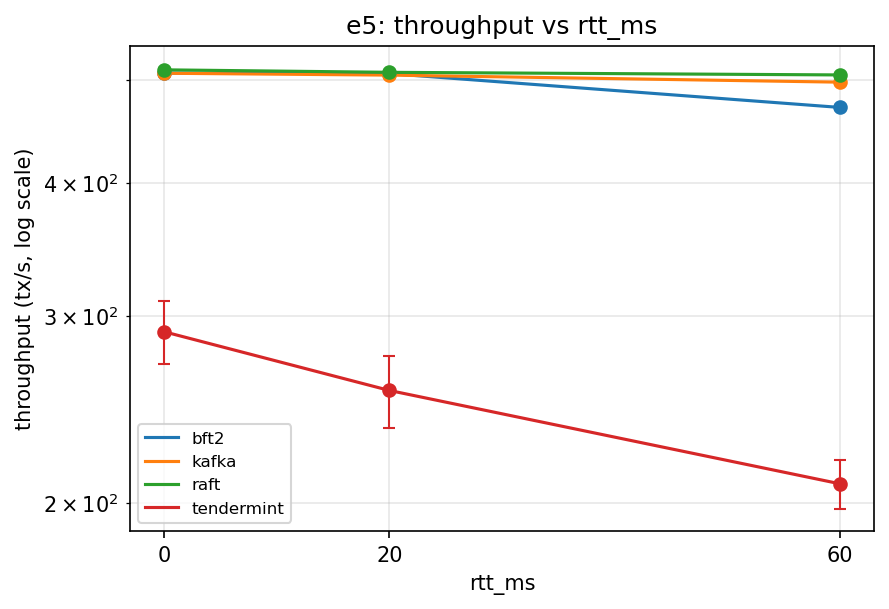 e5: throughput vs rtt_ms
throughput (tx/s, log scale)
4 × 10²
3 × 10²
2 × 10²
bft2
kafka
raft
tendermint
0
20
60
rtt_ms